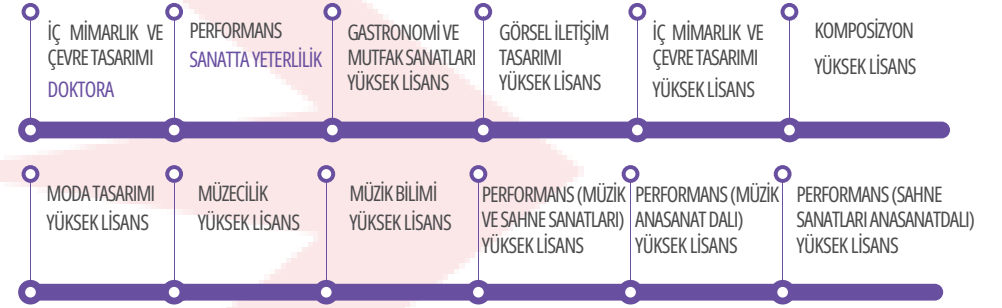 İÇ MİMARLIK VE
ÇEVRE TASARIMI
DOKTORA
PERFORMANS
SANATTA YETERLİLİK
GASTRONOMİ VE
MUTFAK SANATLARI
YÜKSEK LİSANS
GÖRSEL İLETİŞİM
TASARIMI
YÜKSEK LİSANS
İÇ MİMARLIK VE
ÇEVRE TASARIMI
YÜKSEK LİSANS
KOMPOSİZYON
YÜKSEK LİSANS
MODA TASARIMI
YÜKSEK LİSANS
MÜZECİLİK
YÜKSEK LİSANS
MÜZİK BİLİMİ
YÜKSEK LİSANS
PERFORMANS (MÜZİK
VE SAHNE SANATLARI)
YÜKSEK LİSANS
PERFORMANS (MÜZİK
ANASANAT DALI)
YÜKSEK LİSANS
PERFORMANS (SAHNE
SANATLARI ANASANATDALI)
YÜKSEK LİSANS